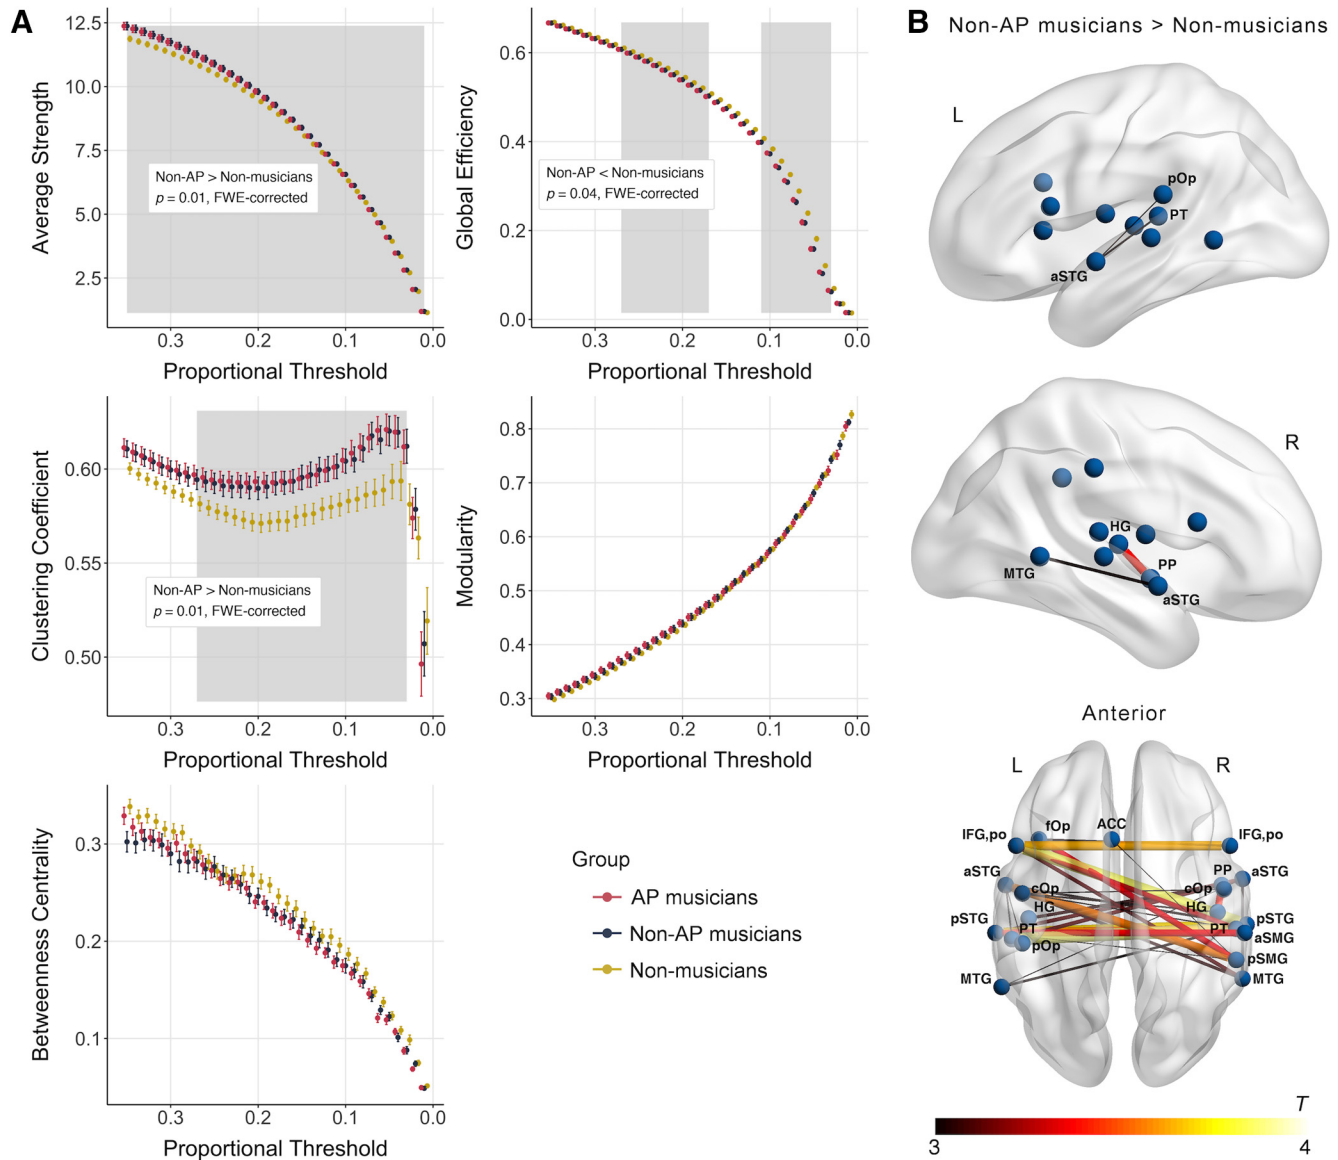 A
12.5
10.0
7.5
5.0
2.5
Average Strength
Non-AP > Non-musicians
p = 0.01, FWE-corrected
0.3 0.2 0.1 0.0
Proportional Threshold
0.6
0.4
0.2
0.0
Global Efficiency
Non-AP < Non-musicians
p = 0.04, FWE-corrected
0.3 0.2 0.1 0.0
Proportional Threshold
0.60
0.55
0.50
Clustering Coefficient
Non-AP > Non-musicians
p = 0.01, FWE-corrected
0.3 0.2 0.1 0.0
Proportional Threshold
0.8
0.7
0.6
0.5
0.4
0.3
Modularity
0.3 0.2 0.1 0.0
Proportional Threshold
0.3
0.2
0.1
Betweenness Centrality
0.3 0.2 0.1 0.0
Proportional Threshold
Group
AP musicians
Non-AP musicians
Non-musicians
B Non-AP musicians > Non-musicians
L
pOp
PT
aSTG
R
HG
MTG
PP
aSTG
Anterior
L R
fOp ACC
IFG,po IFG,po
aSTG PP aSTG
cOp cOp
HG HG
pSTG PT PT pSTG
aSMG
pOp pSMG
MTG MTG
T
3 4